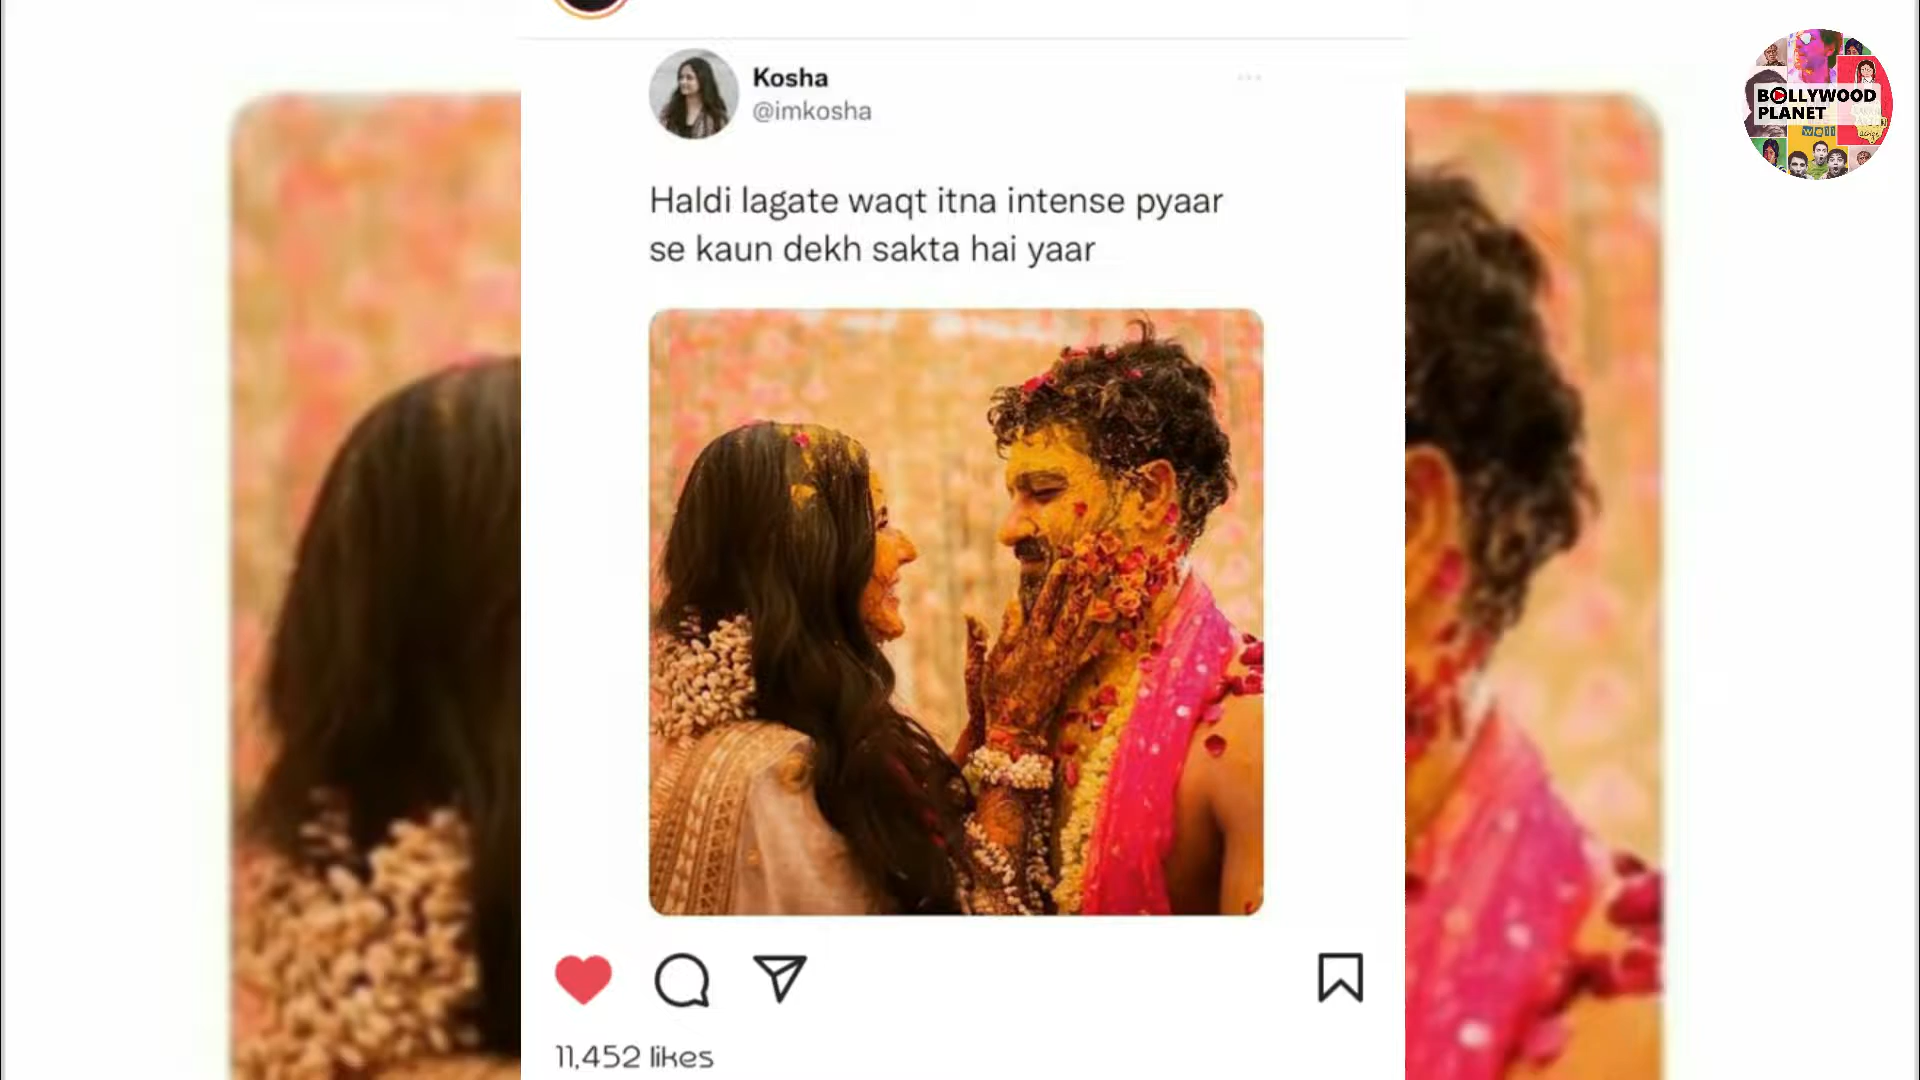 Kosha
@imkosha
Haldi lagate waqt itna intense pyaar
se kaun dekh sakta hai yaar
11,452 likes
BOLLYWOOD
PLANET
well